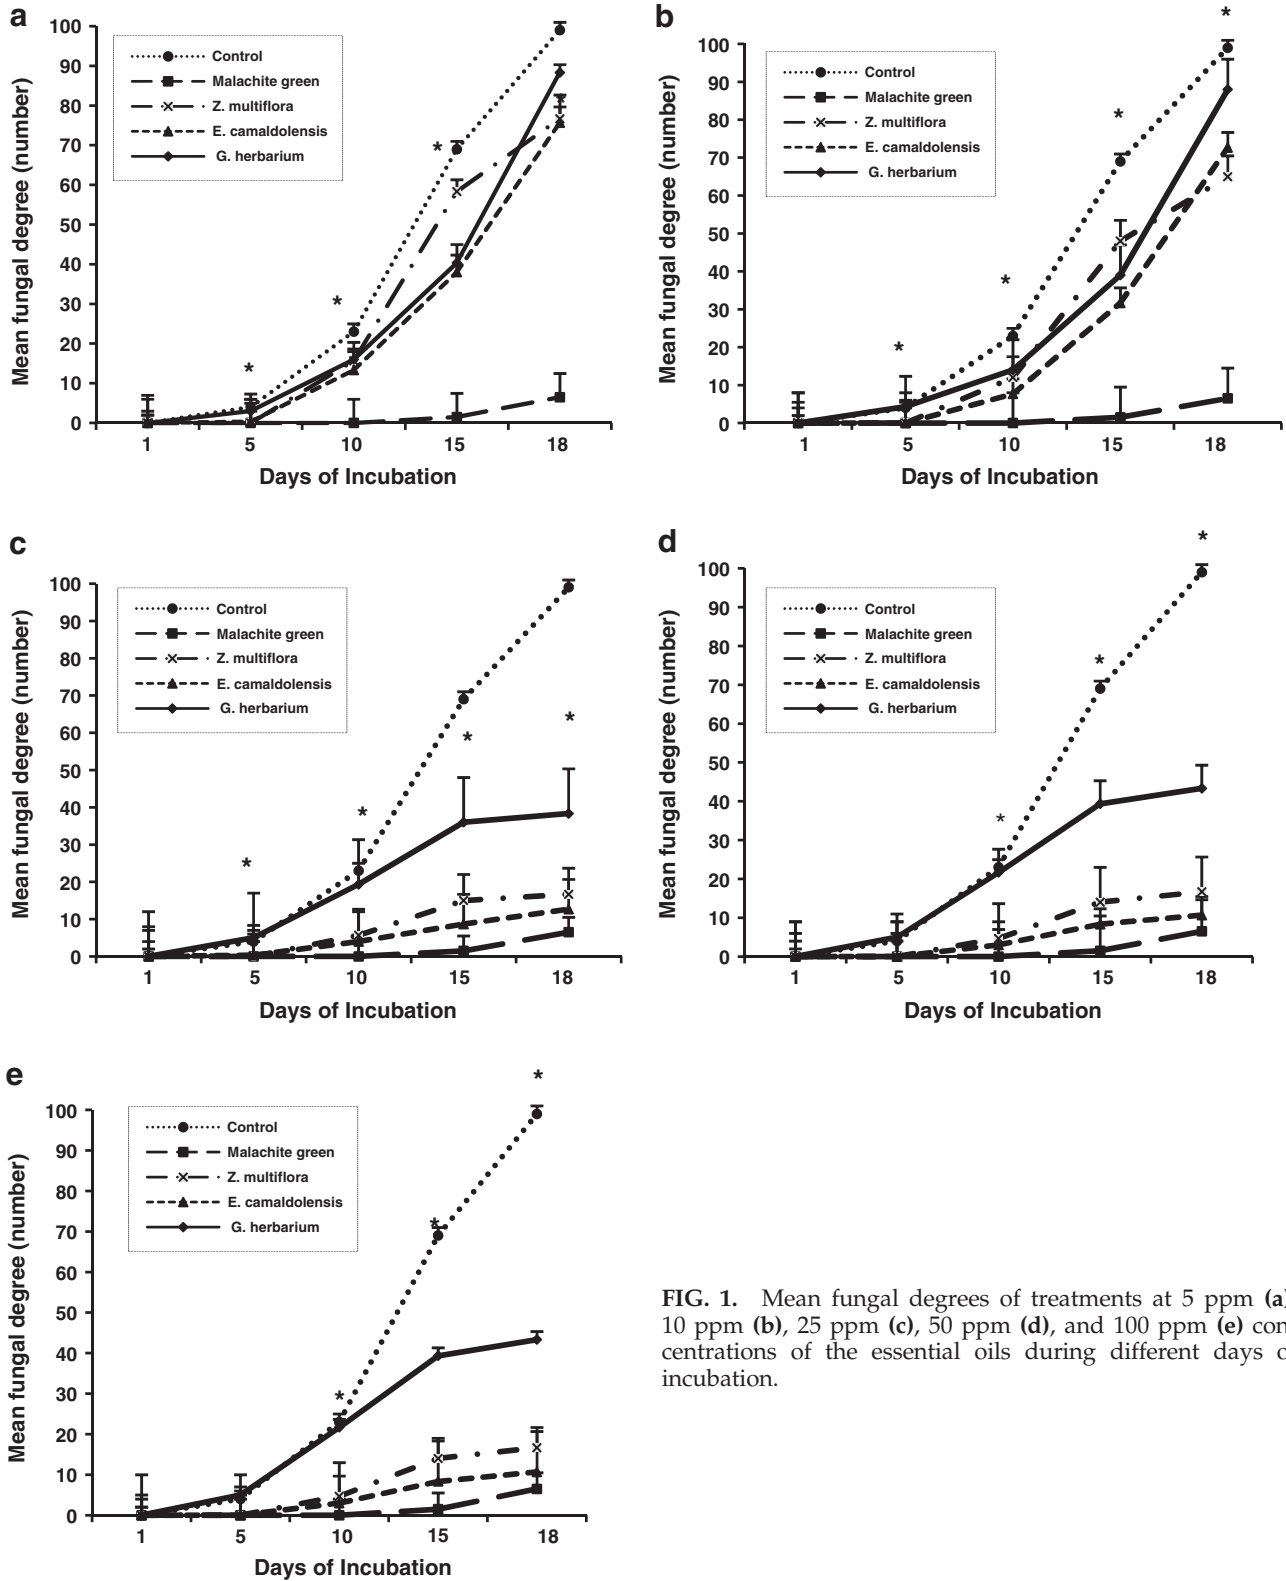 a
Mean fungal degree (number)
100
90
80
70
60
50
40
30
20
10
0
Control
Malachite green
Z. multiflora
E. camaldolensis
G. herbarium
*
*
*
1 5 10 15 18
Days of Incubation
b
Mean fungal degree (number)
100
90
80
70
60
50
40
30
20
10
0
Control
Malachite green
Z. multiflora
E. camaldolensis
G. herbarium
*
*
*
*
1 5 10 15 18
Days of Incubation
c
Mean fungal degree (number)
100
90
80
70
60
50
40
30
20
10
0
Control
Malachite green
Z. multiflora
E. camaldolensis
G. herbarium
*
*
*
*
1 5 10 15 18
Days of Incubation
d
Mean fungal degree (number)
100
90
80
70
60
50
40
30
20
10
0
Control
Malachite green
Z. multiflora
E. camaldolensis
G. herbarium
*
*
*
1 5 10 15 18
Days of Incubation
e
Mean fungal degree (number)
100
90
80
70
60
50
40
30
20
10
0
Control
Malachite green
Z. multiflora
E. camaldolensis
G. herbarium
*
*
*
1 5 10 15 18
Days of Incubation
FIG. 1. Mean fungal degrees of treatments at 5 ppm (a)
10 ppm (b), 25 ppm (c), 50 ppm (d), and 100 ppm (e) con
centrations of the essential oils during different days o
incubation.